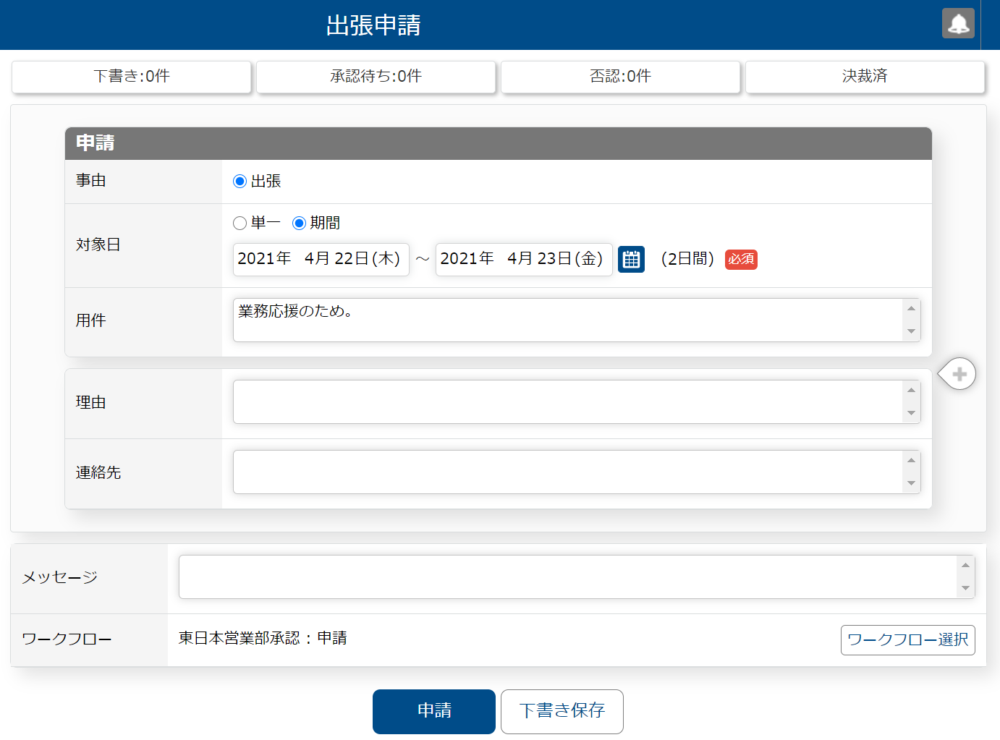 出張申請
下書き:0件 承認待ち:0件 否認:0件 決裁済
申請
事由 出張
対象日 単一 期間
2021年 4月 22日(木) ～ 2021年 4月 23日(金) (2日間) 必須
用件 業務応援のため。
理由
連絡先
メッセージ
ワークフロー 東日本営業部承認：申請 ワークフロー選択
申請 下書き保存